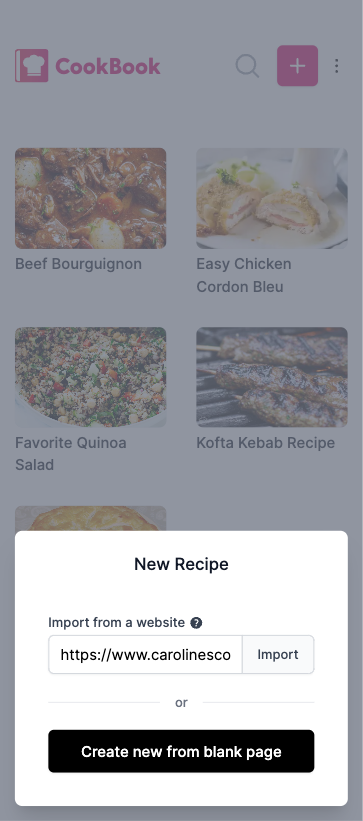 CookBook
Beef Bourguignon
Easy Chicken
Cordon Bleu
Favorite Quinoa
Salad
Kofta Kebab Recipe
New Recipe
Import from a website ?
https://www.carolinesco
Import
or
Create new from blank page